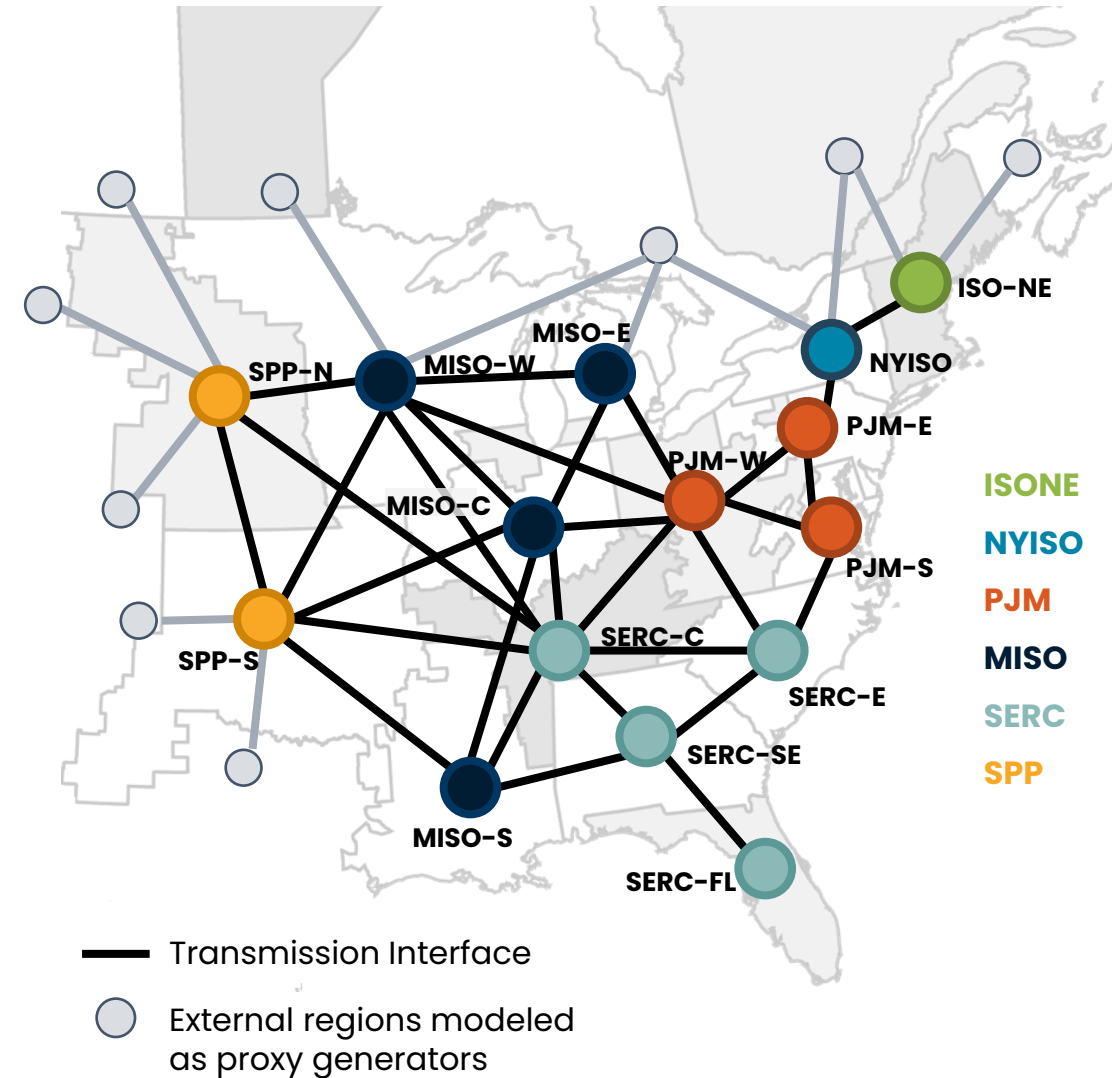 ISO-NE
MISO-E
NYISO
SPP-N
MISO-W
PJM-E
PJM-W
ISONE
MISO-C
NYISO
PJM-S
PJM
SERC-C
MISO
SPP-S
SERC-E
SERC
SERC-SE
SPP
MISO-S
SERC-FL
Transmission Interface
External regions modeled
as proxy generators